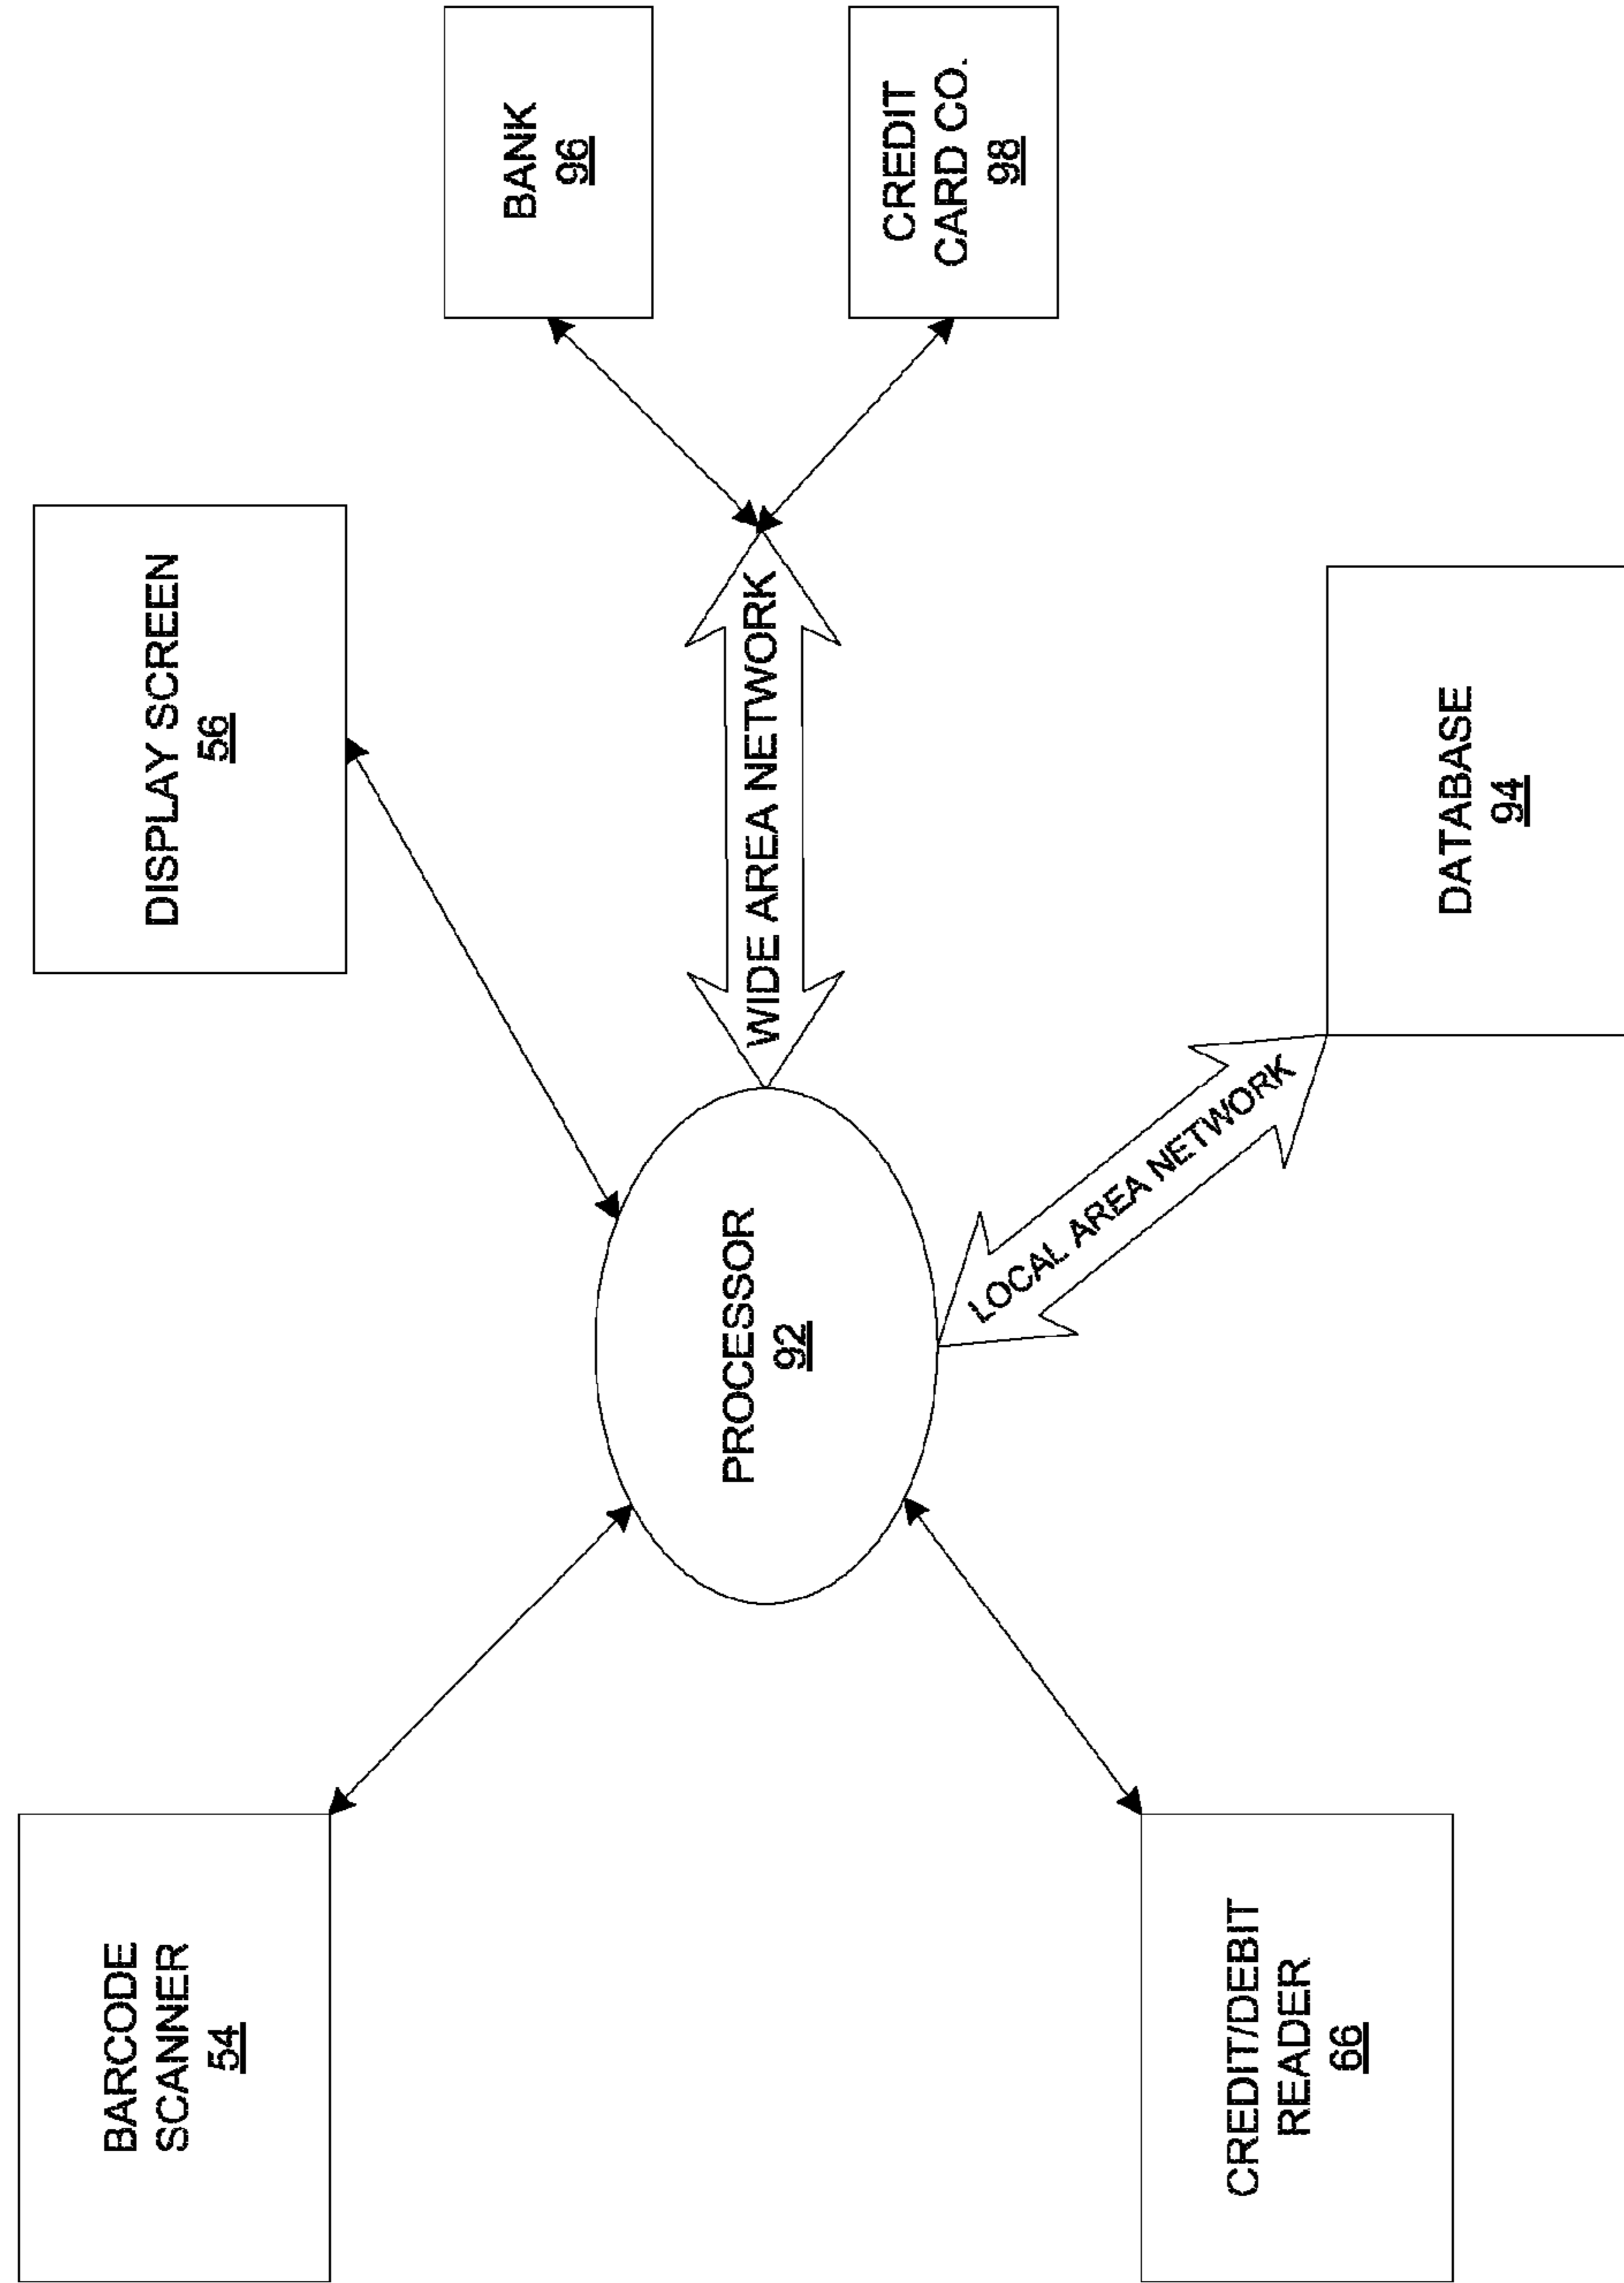 BARCODE
SCANNER
54
DISPLAY SCREEN
56
BANK
96
PROCESSOR
92
WIDE AREA NETWORK
CREDIT
CARD CO.
98
LOCAL AREA NETWORK
CREDIT/DEBIT
READER
66
DATABASE
94